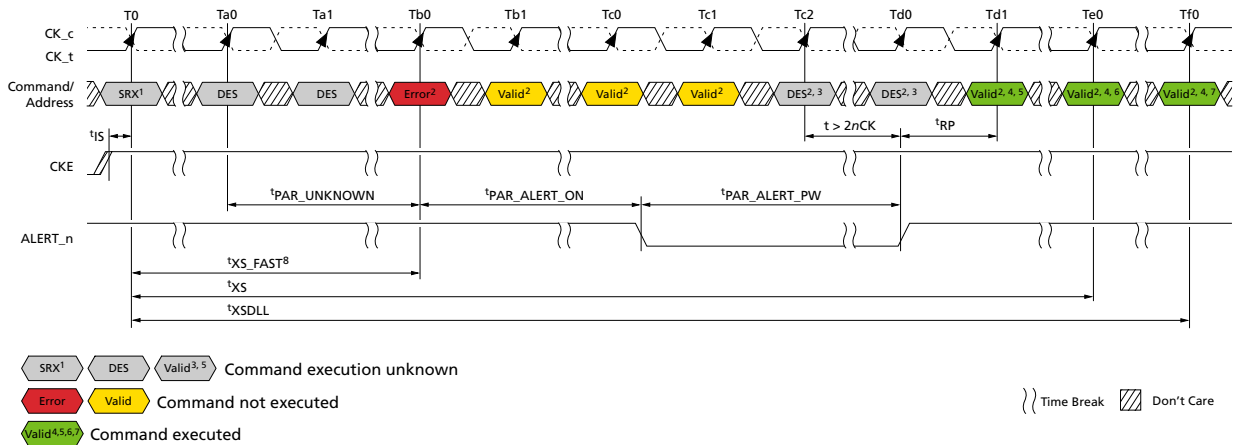 T0 Ta0 Ta1 Tb0 Tb1 Tc0 Tc1 Tc2 Td0 Td1 Te0 Tf0
CK_c
CK_t
Command/
Address
SRX¹ DES DES Error² Valid² Valid² Valid² DES²,³ DES²,³ Valid²,⁴,⁵ Valid²,⁴,⁶ Valid²,⁴,⁷
t > 2nCK ᵗRP
ᵗIS
CKE
ᵗPAR_UNKNOWN ᵗPAR_ALERT_ON ᵗPAR_ALERT_PW
ALERT_n
ᵗXS_FAST⁸
ᵗXS
ᵗXSDLL
SRX¹ DES Valid³,⁵ Command execution unknown
Error Valid Command not executed
Time Break Don't Care
Valid⁴,⁵,⁶,⁷ Command executed